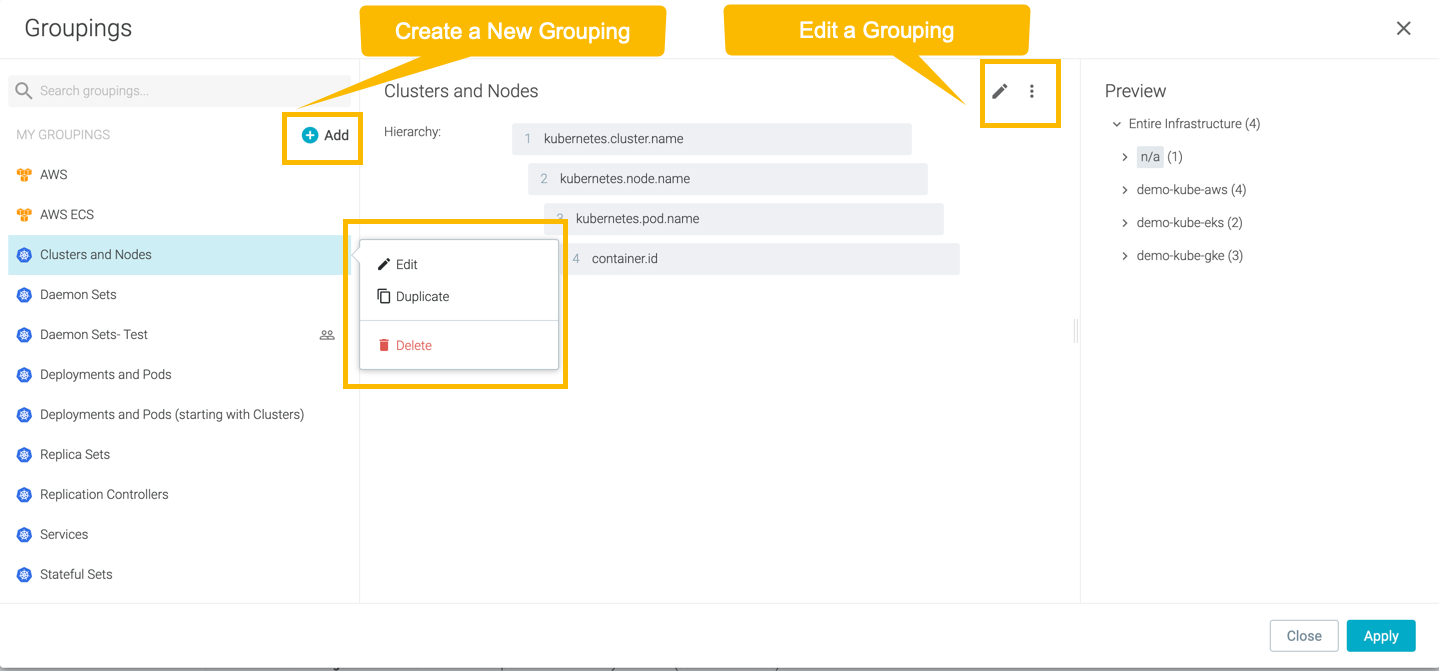 Groupings
Create a New Grouping
Edit a Grouping
Search groupings...
MY GROUPINGS
Add
AWS
AWS ECS
Clusters and Nodes
Daemon Sets
Daemon Sets- Test
Deployments and Pods
Deployments and Pods (starting with Clusters)
Replica Sets
Replication Controllers
Services
Stateful Sets
Edit
Duplicate
Delete
Clusters and Nodes
Hierarchy:
1 kubernetes.cluster.name
2 kubernetes.node.name
3 kubernetes.pod.name
4 container.id
Preview
Entire Infrastructure (4)
n/a (1)
demo-kube-aws (4)
demo-kube-eks (2)
demo-kube-gke (3)
Close
Apply